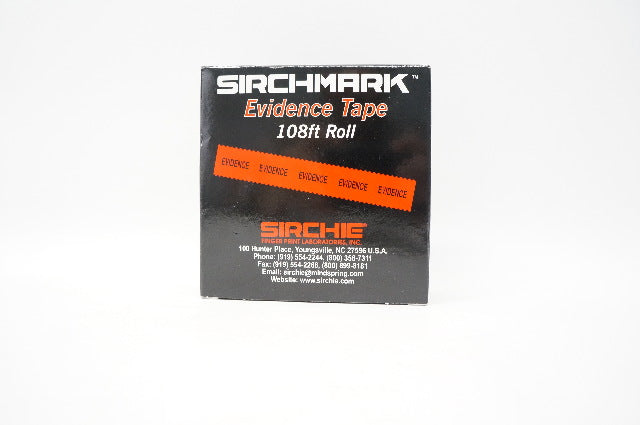 SIRCHMARK™
Evidence Tape
108ft Roll
EVIDENCE EVIDENCE EVIDENCE EVIDENCE EVIDENCE
SIRCHIE®
FINGER PRINT LABORATORIES, INC.
100 Hunter Place, Youngsville, NC 27596 U.S.A.
Phone: (919) 554-2244, (800) 356-7311
Fax: (919) 554-2266, (800) 899-8181
Email: sirchie@mindspring.com
Website: www.sirchie.com